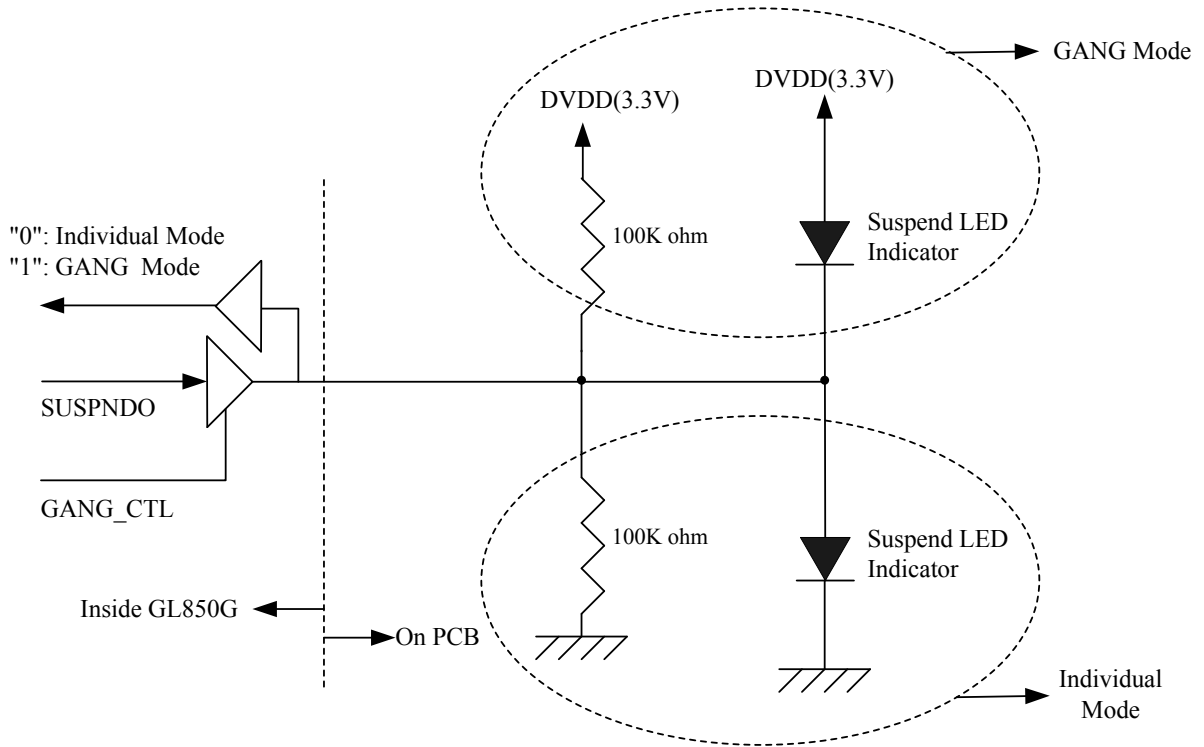 GANG Mode
DVDD(3.3V)
DVDD(3.3V)
"0": Individual Mode
"1": GANG  Mode
100K ohm
Suspend LED
Indicator
SUSPNDO
GANG_CTL
100K ohm
Suspend LED
Indicator
Inside GL850G
On PCB
Individual
Mode